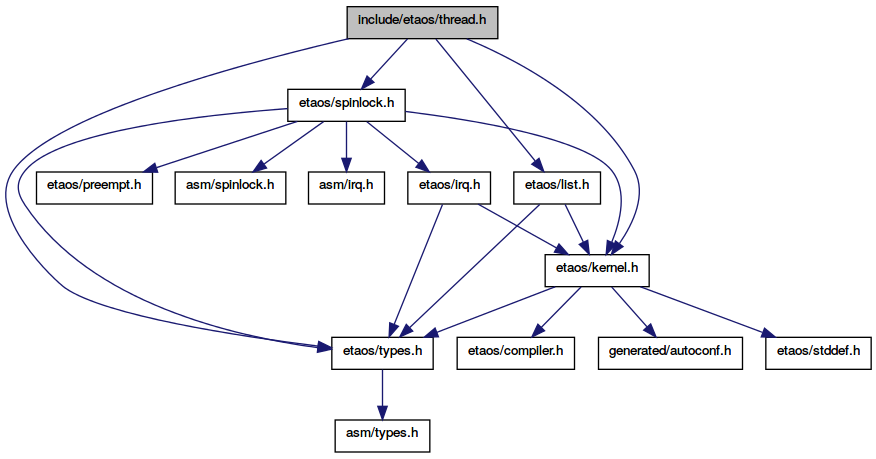 include/etaos/thread.h
etaos/spinlock.h
etaos/preempt.h
asm/spinlock.h
asm/irq.h
etaos/irq.h
etaos/list.h
etaos/kernel.h
etaos/types.h
etaos/compiler.h
generated/autoconf.h
etaos/stddef.h
asm/types.h